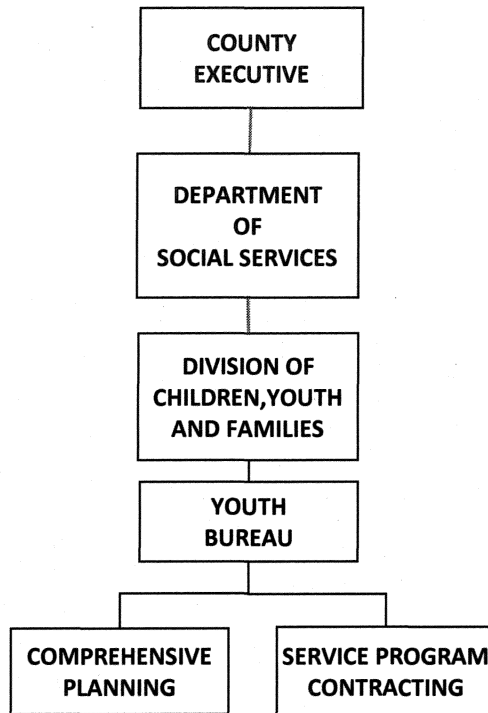 COUNTY
EXECUTIVE
DEPARTMENT
OF
SOCIAL SERVICES
DIVISION OF
CHILDREN,YOUTH
AND FAMILIES
YOUTH
BUREAU
COMPREHENSIVE
PLANNING
SERVICE PROGRAM
CONTRACTING